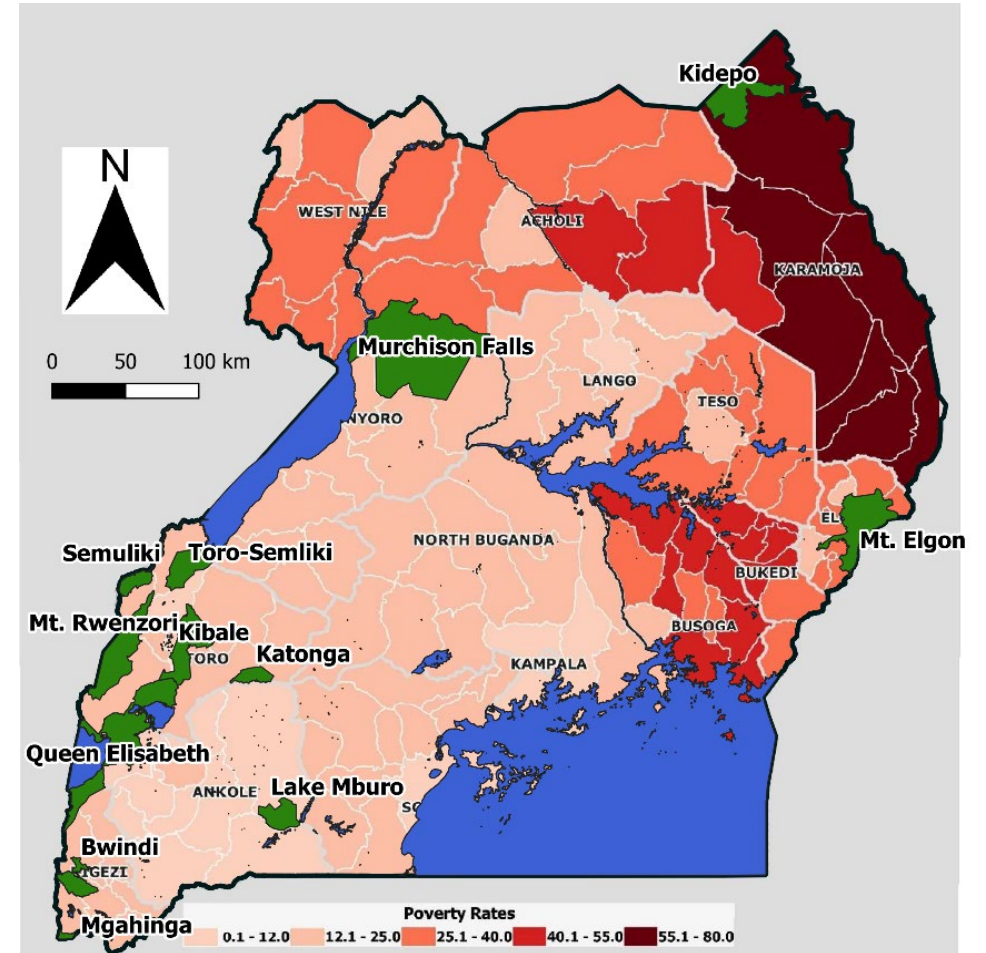 Kidepo
N
WEST NILE
ACHOLI
KARAMOJA
0 50 100 km
Murchison Falls
LANGO
TESO
NYORO
EL
Semuliki
Toro-Semliki
NORTH BUGANDA
Mt. Elgon
BUKEDI
Mt. Rwenzori
Kibale
BUSOGA
TORO
Katonga
KAMPALA
Queen Elisabeth
ANKOLE
Lake Mburo
SO
Bwindi
IGEZI
Mgahinga
Poverty Rates
0.1 - 12.0 12.1 - 25.0 25.1 - 40.0 40.1 - 55.0 55.1 - 80.0